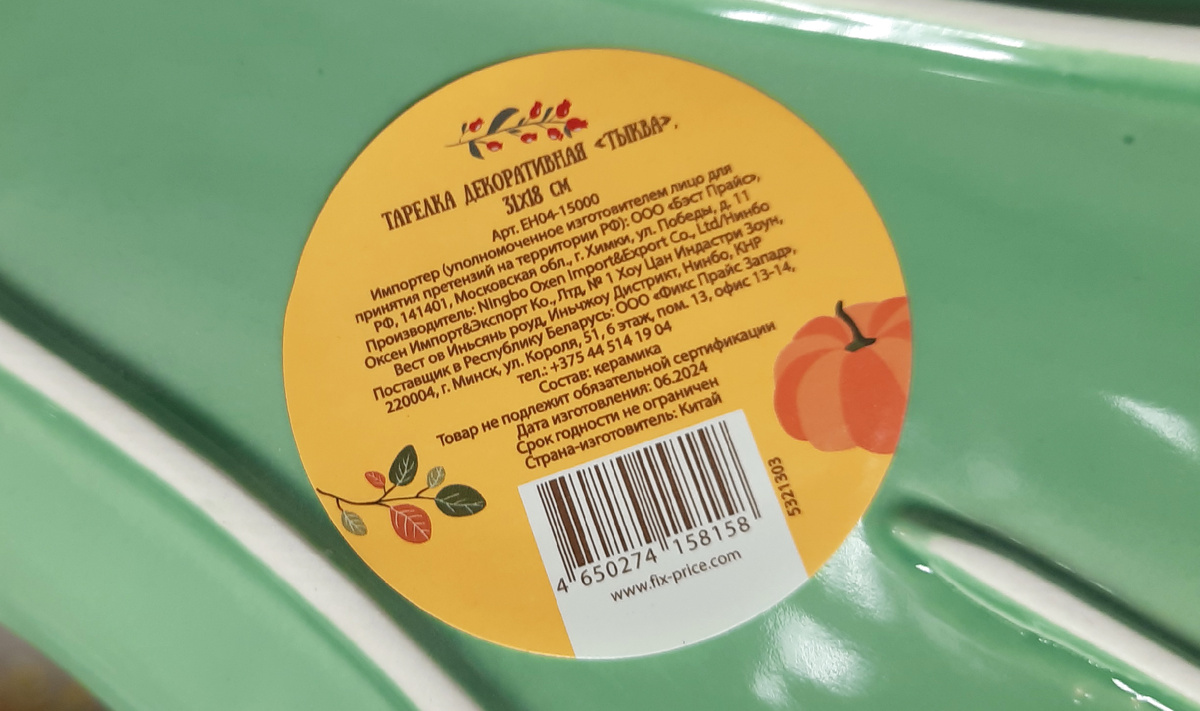 ТАРЕЛКА ДЕКОРАТИВНАЯ «ТЫКВА»,
31x18 СМ
Арт. EH04-15000
Импортер (уполномоченное изготовителем лицо для
принятия претензий на территории РФ): ООО «Бэст Прайс»,
РФ, 141401, Московская обл., г. Химки, ул. Победы, д. 11
Производитель: Ningbo Oxen Import&Export Co., Ltd/Нинбо
Оксен Импорт&Экспорт Ко., Лтд, № 1 Хоу Цан Индастри Зоун,
Вест ов Иньсянь роуд, Иньчжоу Дистрикт, Нинбо, КНР
Поставщик в Республику Беларусь: ООО «Фикс Прайс Запад»,
220004, г. Минск, ул. Короля, 51, 6 этаж, пом. 13, офис 13-14,
тел.: +375 44 514 19 04
Состав: керамика
Товар не подлежит обязательной сертификации
Дата изготовления: 06.2024
Срок годности не ограничен
Страна-изготовитель: Китай
5321303
4 650274 158158
www.fix-price.com